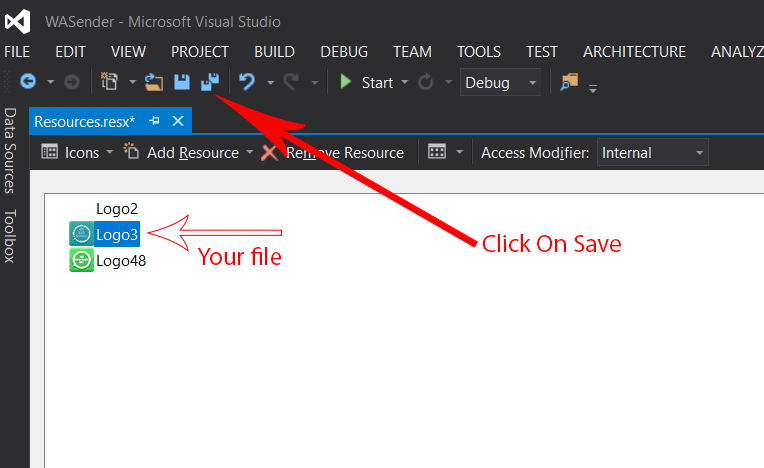 WASender - Microsoft Visual Studio
FILE EDIT VIEW PROJECT BUILD DEBUG TEAM TOOLS TEST ARCHITECTURE ANALYZ
Start Debug
Resources.resx*
Icons Add Resource Remove Resource Access Modifier: Internal
Data Sources
Toolbox
Logo2
Logo3
Your file
Logo48
Click On Save